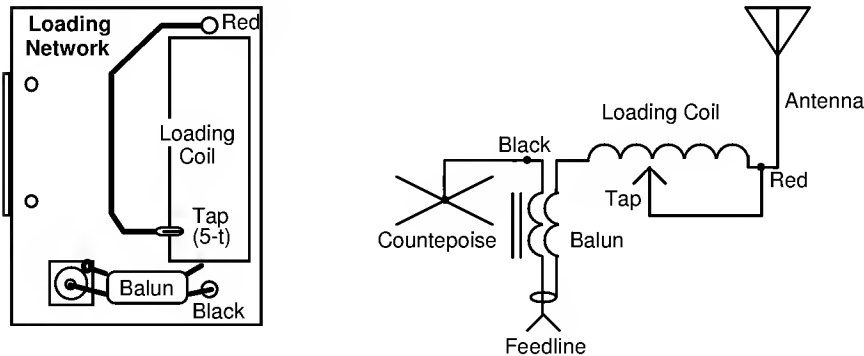 Loading
Network
Red
Loading
Coil
Tap
(5-t)
Balun
Black
Antenna
Loading Coil
Black
Red
Tap
Countepoise
Balun
Feedline